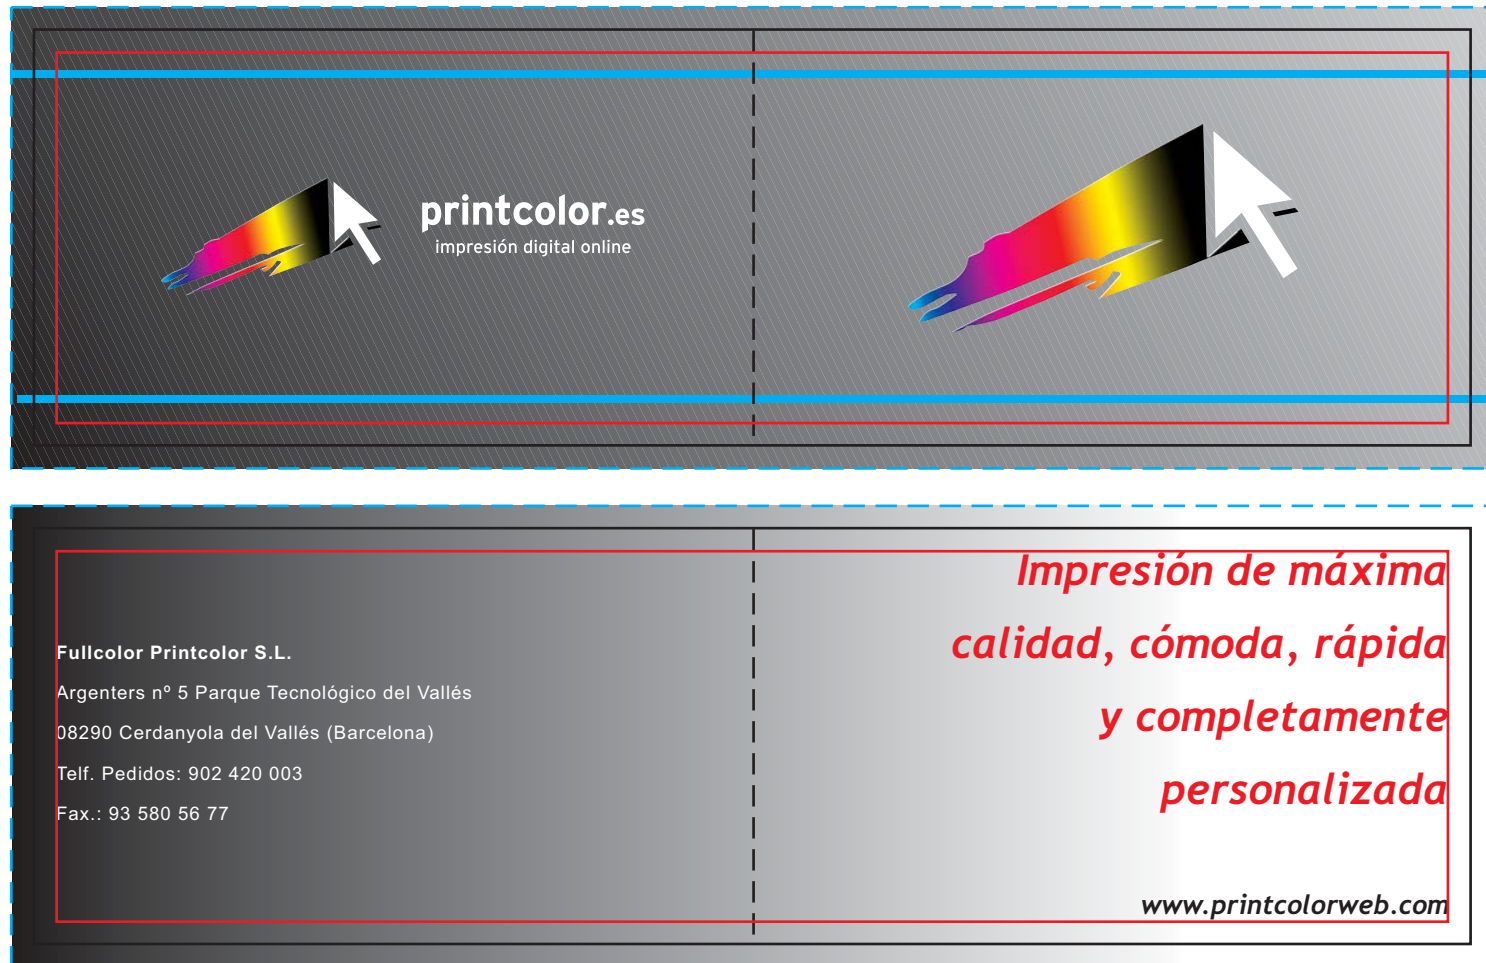 printcolor.es
impresión digital online
Fullcolor Printcolor S.L.
Argenters nº 5 Parque Tecnológico del Vallés
08290 Cerdanyola del Vallés (Barcelona)
Telf. Pedidos: 902 420 003
Fax.: 93 580 56 77
Impresión de máxima
calidad, cómoda, rápida
y completamente
personalizada
www.printcolorweb.com